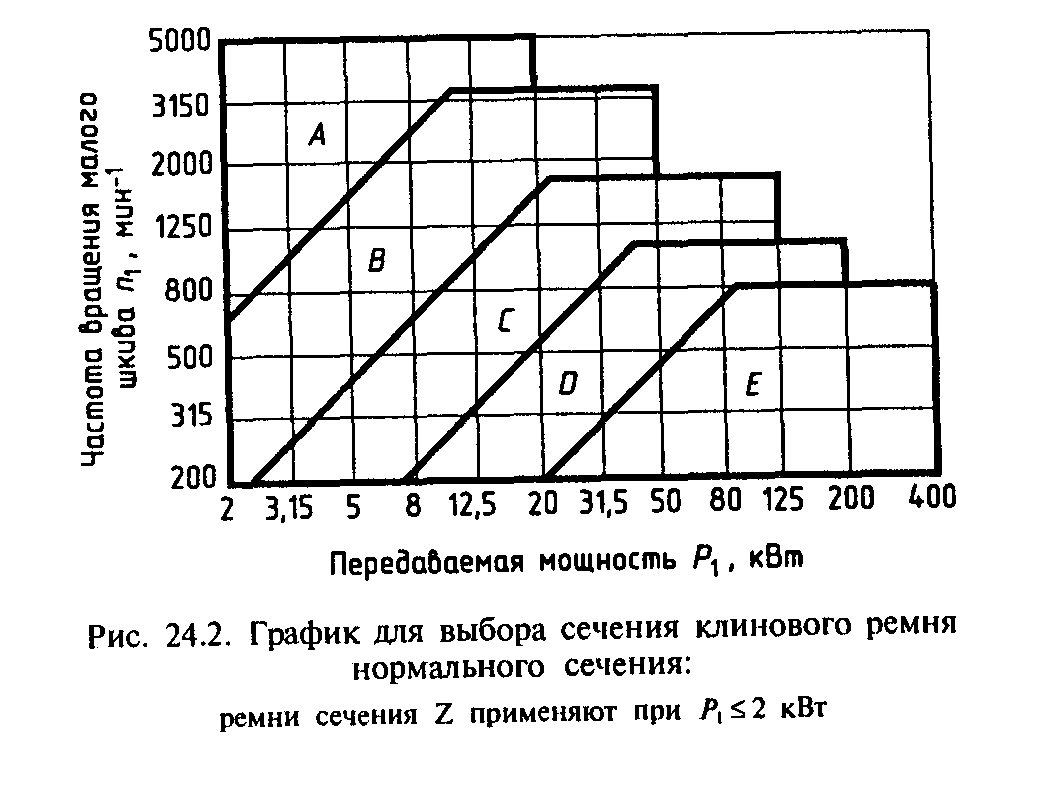 5000
3150
2000
1250
800
500
315
200
Частота вращения малого
шкива n₁, мин⁻¹
A
B
C
D
E
2 3,15 5 8 12,5 20 31,5 50 80 125 200 400
Передаваемая мощность P₁, кВт
Рис. 24.2. График для выбора сечения клинового ремня
нормального сечения:
ремни сечения Z применяют при P₁ ≤ 2 кВт